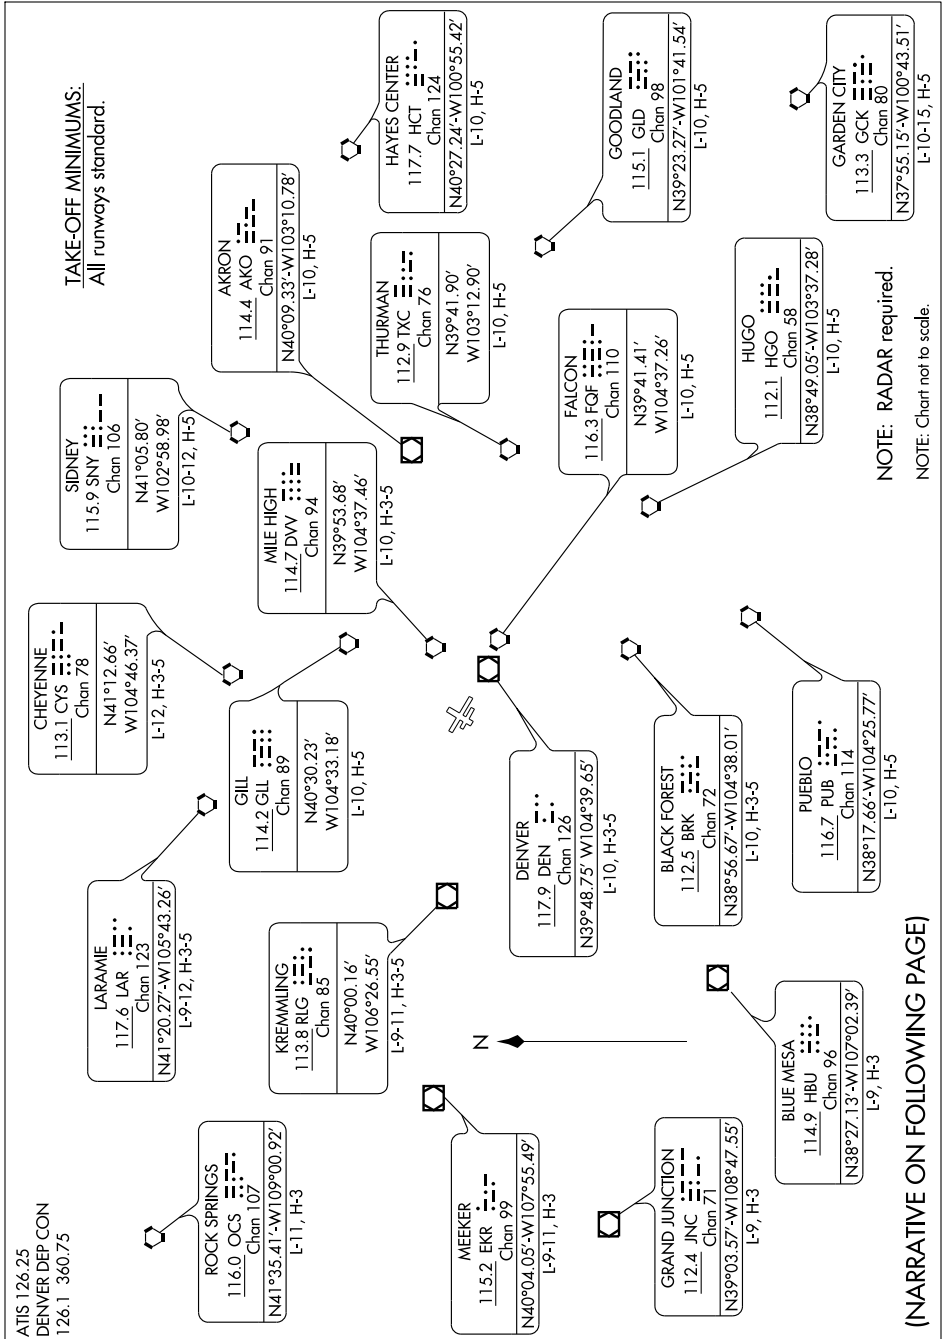 ATIS 126.25
DENVER DEP CON
126.1 360.75
TAKE-OFF MINIMUMS:
All runways standard.
ROCK SPRINGS
116.0 OCS
Chan 107
N41°35.41′-W109°00.92′
L-11, H-3
LARAMIE
117.6 LAR
Chan 123
N41°20.27′-W105°43.26′
L-9-12, H-3-5
CHEYENNE
113.1 CYS
Chan 78
N41°12.66′
W104°46.37′
L-12, H-3-5
SIDNEY
115.9 SNY
Chan 106
N41°05.80′
W102°58.98′
L-10-12, H-5
AKRON
114.4 AKO
Chan 91
N40°09.33′-W103°10.78′
L-10, H-5
HAYES CENTER
117.7 HCT
Chan 124
N40°27.24′-W100°55.42′
L-10, H-5
GILL
114.2 GLL
Chan 89
N40°30.23′
W104°33.18′
L-10, H-5
MILE HIGH
114.7 DVV
Chan 94
N39°53.68′
W104°37.46′
L-10, H-3-5
KREMMLING
113.8 RLG
Chan 85
N40°00.16′
W106°26.55′
L-9-11, H-3-5
THURMAN
112.9 TXC
Chan 76
N39°41.90′
W103°12.90′
L-10, H-5
N
MEEKER
115.2 EKR
Chan 99
N40°04.05′-W107°55.49′
L-9-11, H-3
DENVER
117.9 DEN
Chan 126
N39°48.75′ W104°39.65′
L-10, H-3-5
FALCON
116.3 FQF
Chan 110
N39°41.41′
W104°37.26′
L-10, H-5
GOODLAND
115.1 GLD
Chan 98
N39°23.27′-W101°41.54′
L-10, H-5
GRAND JUNCTION
112.4 JNC
Chan 71
N39°03.57′-W108°47.55′
L-9, H-3
BLACK FOREST
112.5 BRK
Chan 72
N38°56.67′-W104°38.01′
L-10, H-3-5
HUGO
112.1 HGO
Chan 58
N38°49.05′-W103°37.28′
L-10, H-5
BLUE MESA
114.9 HBU
Chan 96
N38°27.13′-W107°02.39′
L-9, H-3
PUEBLO
116.7 PUB
Chan 114
N38°17.66′-W104°25.77′
L-10, H-5
GARDEN CITY
113.3 GCK
Chan 80
N37°55.15′-W100°43.51′
L-10-15, H-5
NOTE: RADAR required.
NOTE: Chart not to scale.
(NARRATIVE ON FOLLOWING PAGE)